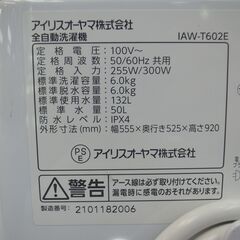 アイリスオーヤマ株式会社
全自動洗濯機 IAW-T602E
定格電圧：100V～
定格周波数：50/60Hz 共用
定格消費電力：255W/300W
標準洗濯容量：6.0kg
標準脱水容量：6.0kg
標準使用水量：132L
標準水量：50L
防水等級：IPX4
外形寸法(mm)：幅555×奥行き525×高さ920
PSE アイリスオーヤマ株式会社
警告 アース線は必ず取り付けてください。
漏電時に感電のおそれがあります。
製造番号：2101182006